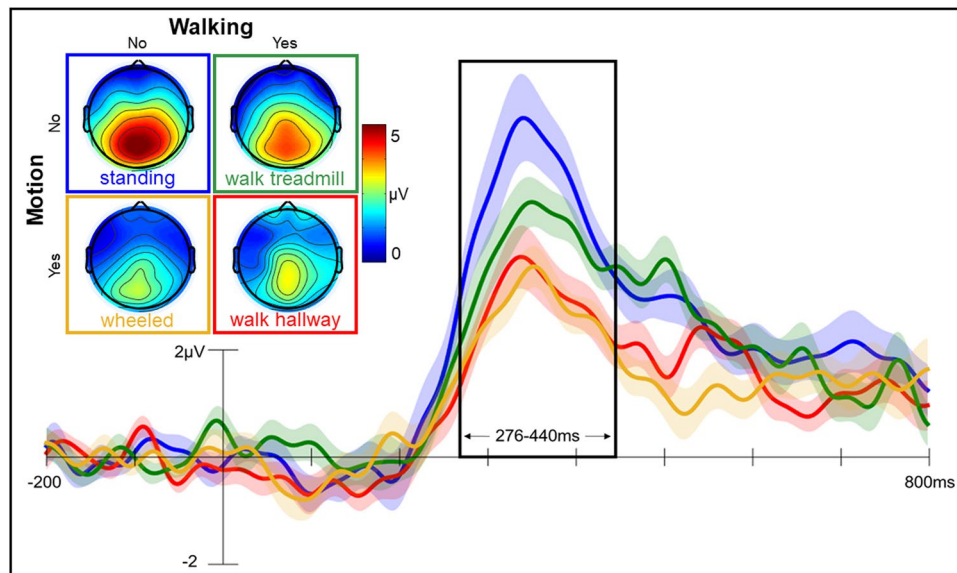 Walking
No Yes
Motion
No
Yes
standing
walk treadmill
wheeled
walk hallway
5
µV
0
2µV
276-440ms
-200
800ms
-2